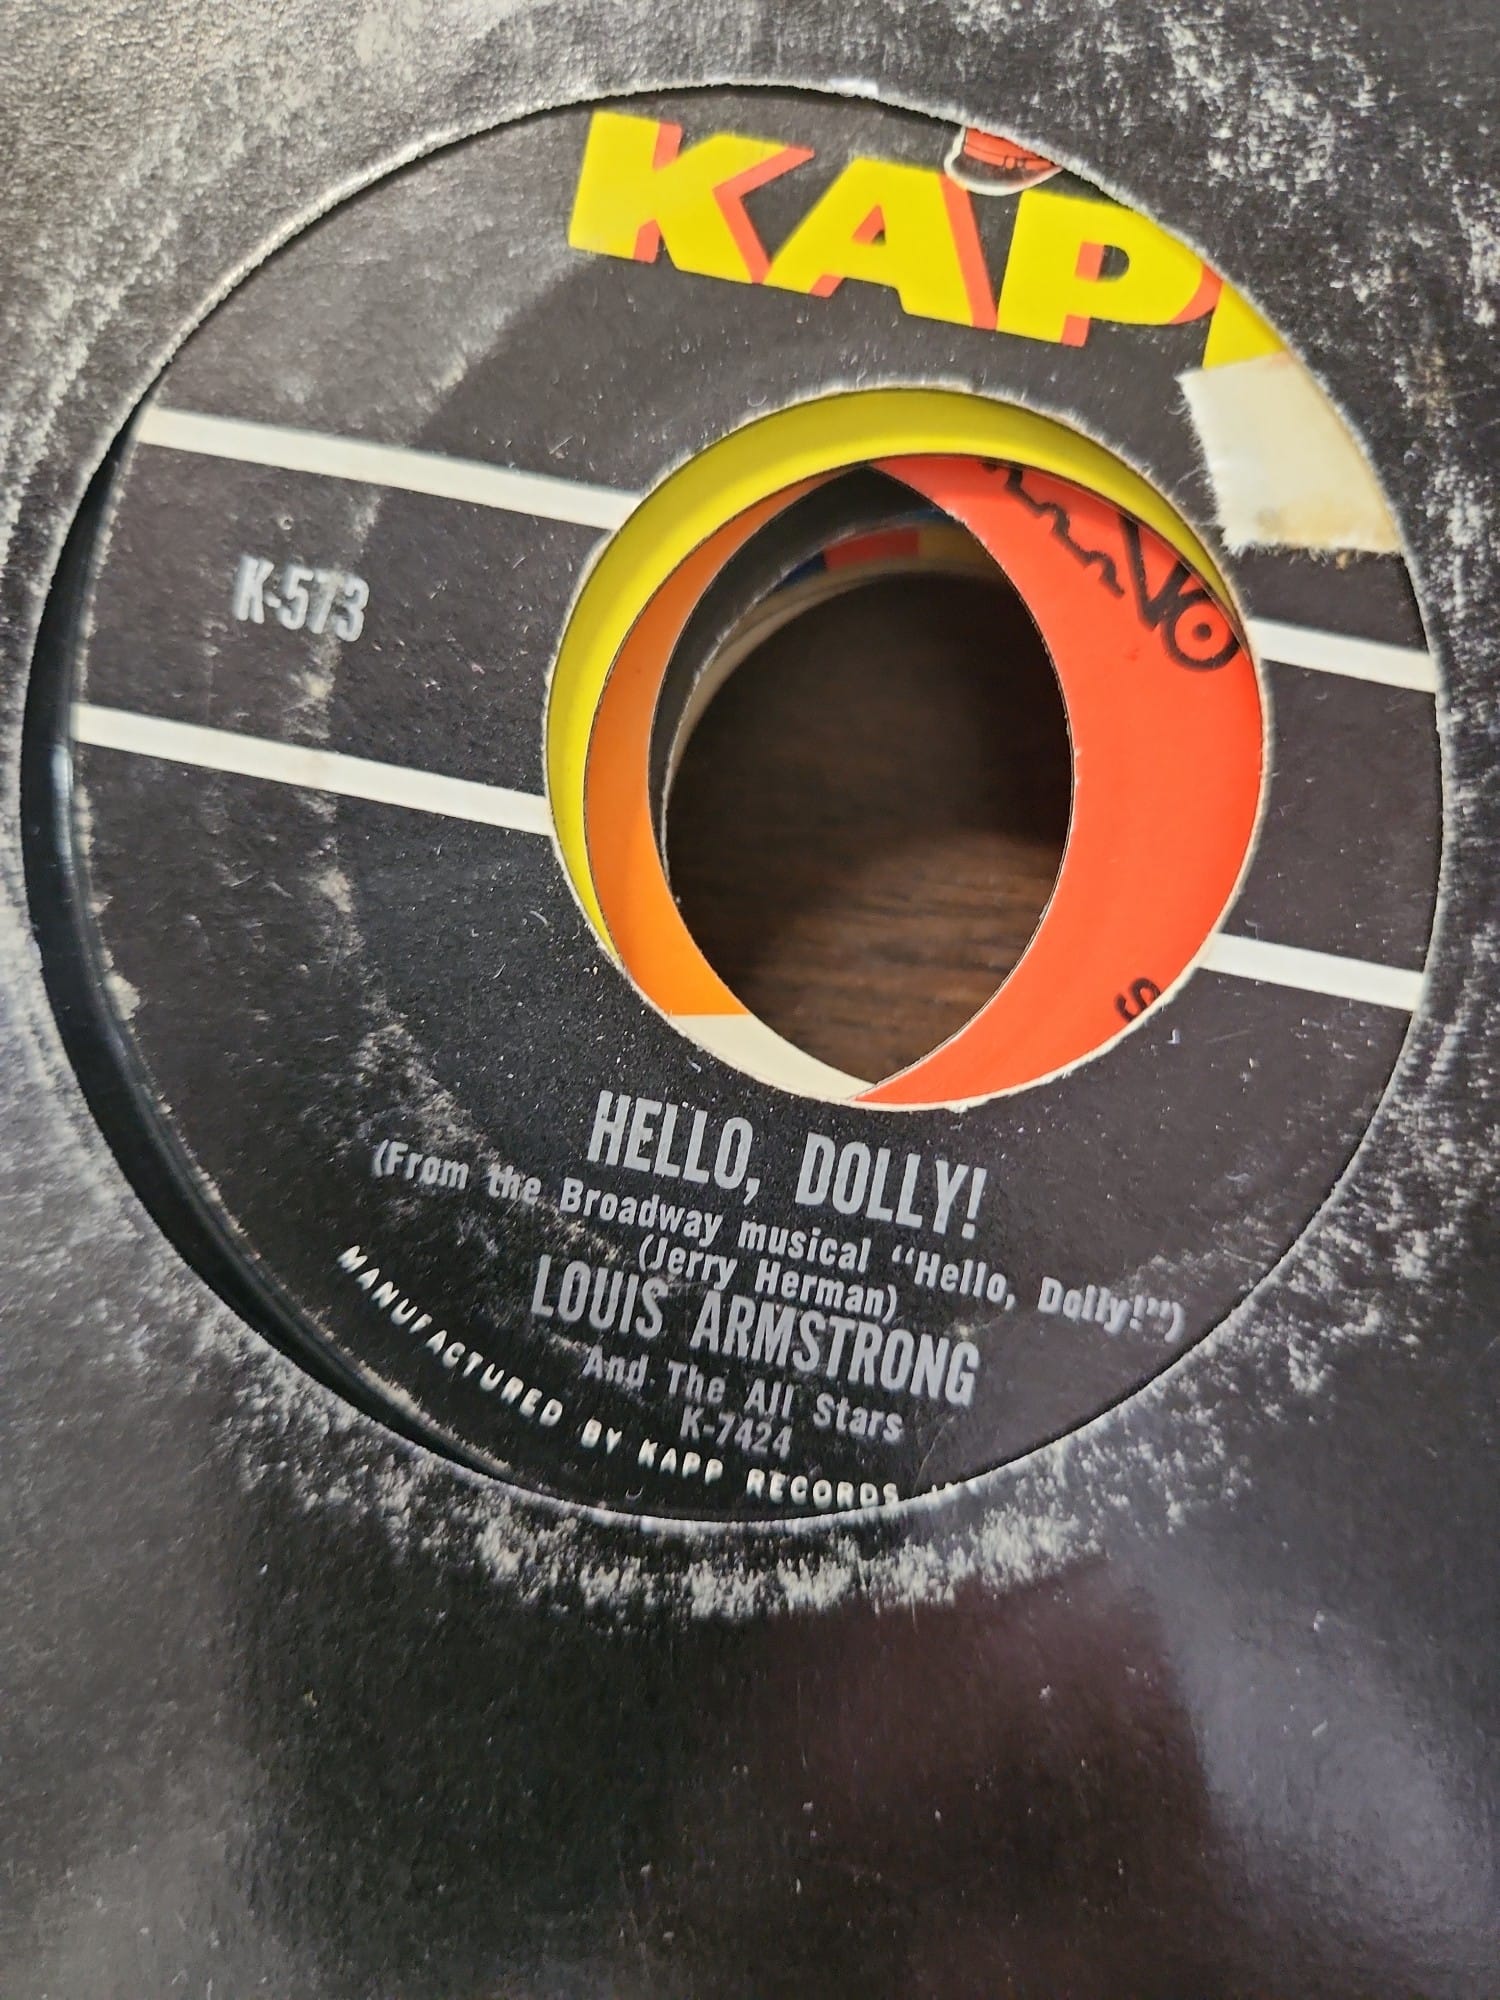 KAPP
K-573
HELLO, DOLLY!
(From the Broadway musical "Hello, Dolly!")
(Jerry Herman)
LOUIS ARMSTRONG
And The All Stars
K-7424
MANUFACTURED BY KAPP RECORDS
S